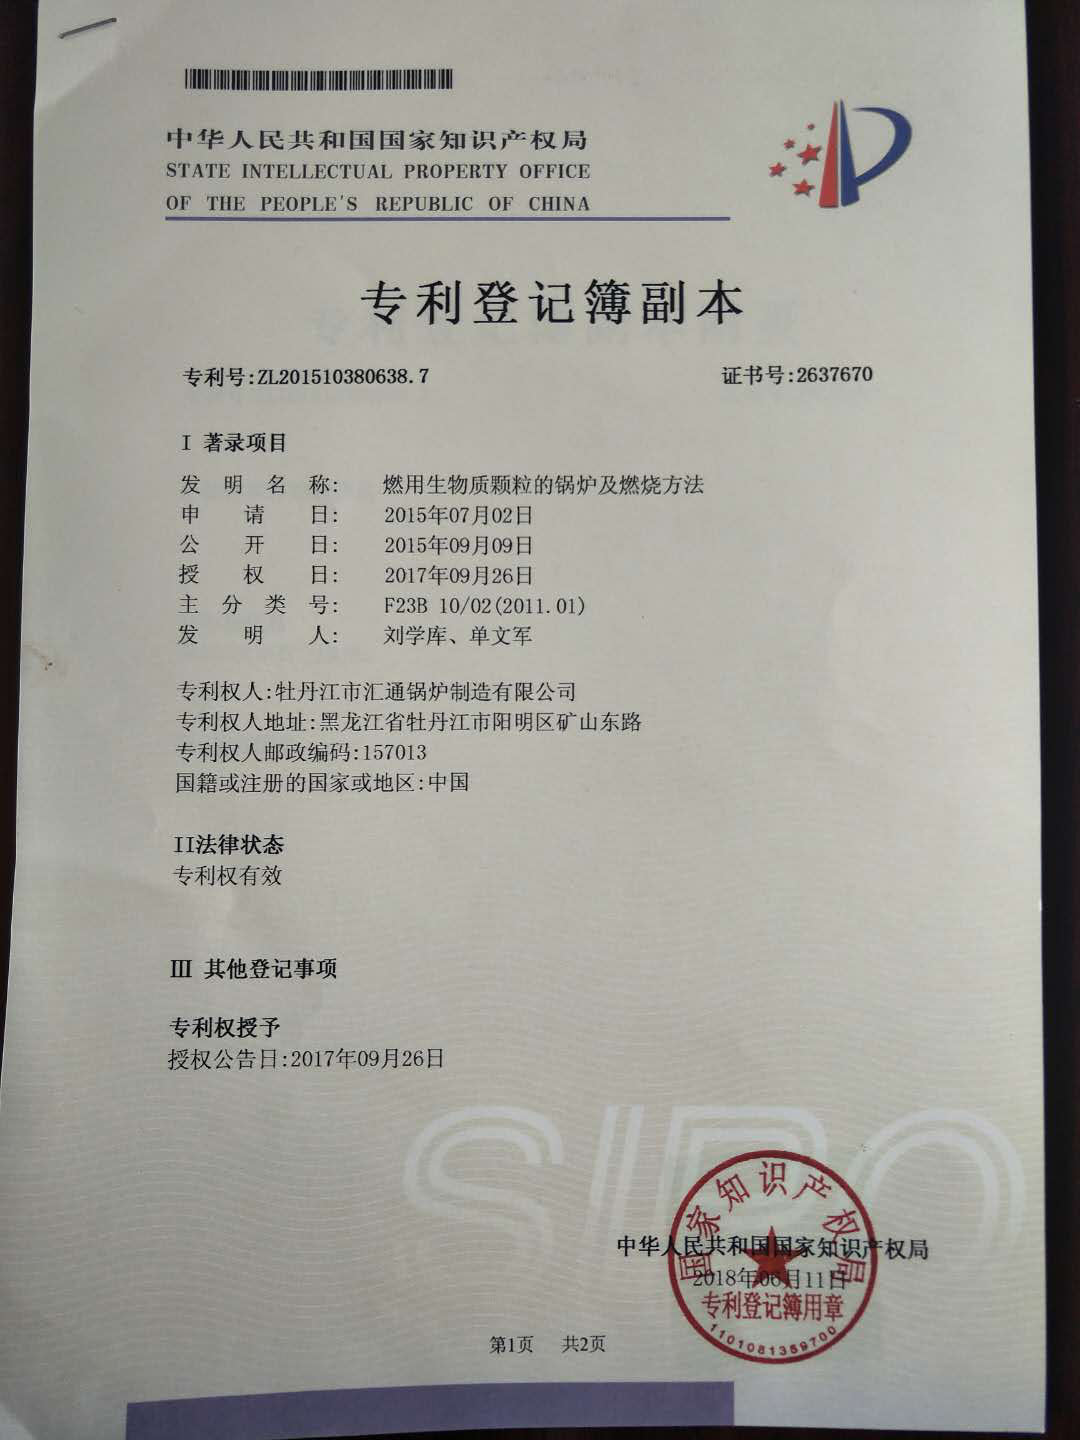 中华人民共和国国家知识产权局
STATE INTELLECTUAL PROPERTY OFFICE
OF THE PEOPLE'S REPUBLIC OF CHINA
专利登记簿副本
专利号:ZL201510380638.7 证书号:2637670
I 著录项目
发明名称: 燃用生物质颗粒的锅炉及燃烧方法
申请日: 2015年07月02日
公开日: 2015年09月09日
授权日: 2017年09月26日
主分类号: F23B 10/02(2011.01)
发明人: 刘学库、单文军
专利权人:牡丹江市汇通锅炉制造有限公司
专利权人地址:黑龙江省牡丹江市阳明区矿山东路
专利权人邮政编码:157013
国籍或注册的国家或地区:中国
II法律状态
专利权有效
III 其他登记事项
专利权授予
授权公告日:2017年09月26日
SIPO
国家知识产权局
中华人民共和国国家知识产权局
2018年06月11日
专利登记簿用章
1101081359700
第1页 共2页